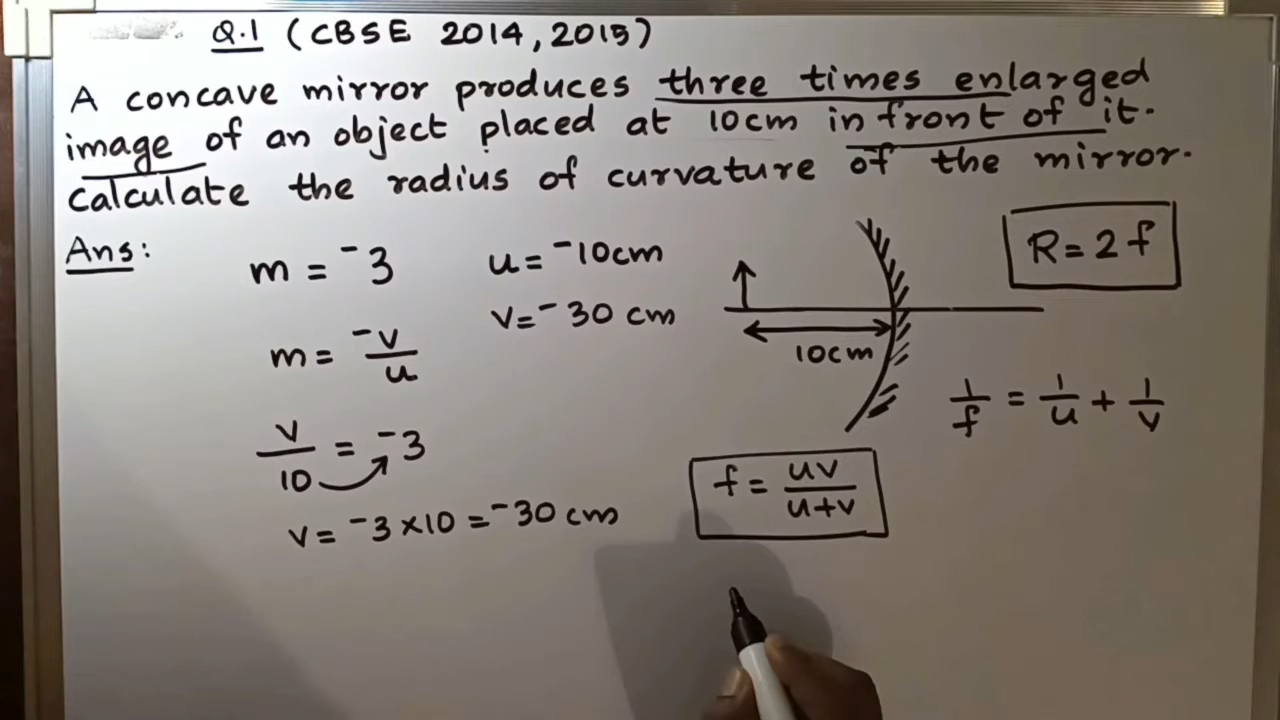 Q.1 (CBSE 2014, 2015)
A concave mirror produces three times enlarged
image of an object placed at 10cm in front of it.
Calculate the radius of curvature of the mirror.
Ans:
m = -3
m = -v/u
v/10 = -3
v = -3 × 10 = -30 cm
u = -10cm
v = -30 cm
10cm
R = 2f
1/f = 1/u + 1/v
f = uv/u+v